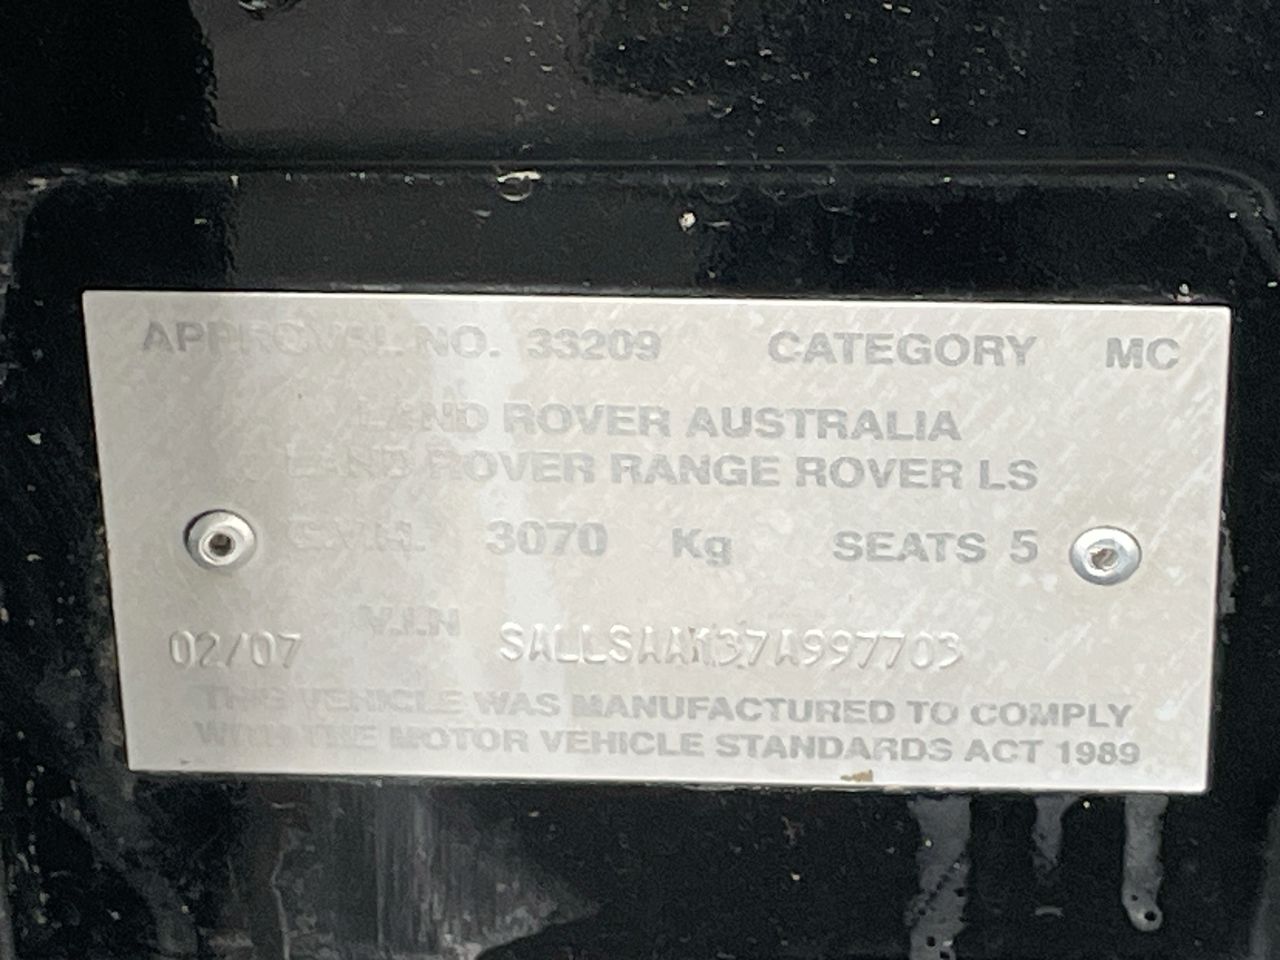 APPROVAL NO. 33209 CATEGORY MC
LAND ROVER AUSTRALIA
LAND ROVER RANGE ROVER LS
G.V.M. 3070 Kg SEATS 5
V.I.N
02/07 SALLSAAM37A997703
THIS VEHICLE WAS MANUFACTURED TO COMPLY
WITH THE MOTOR VEHICLE STANDARDS ACT 1989